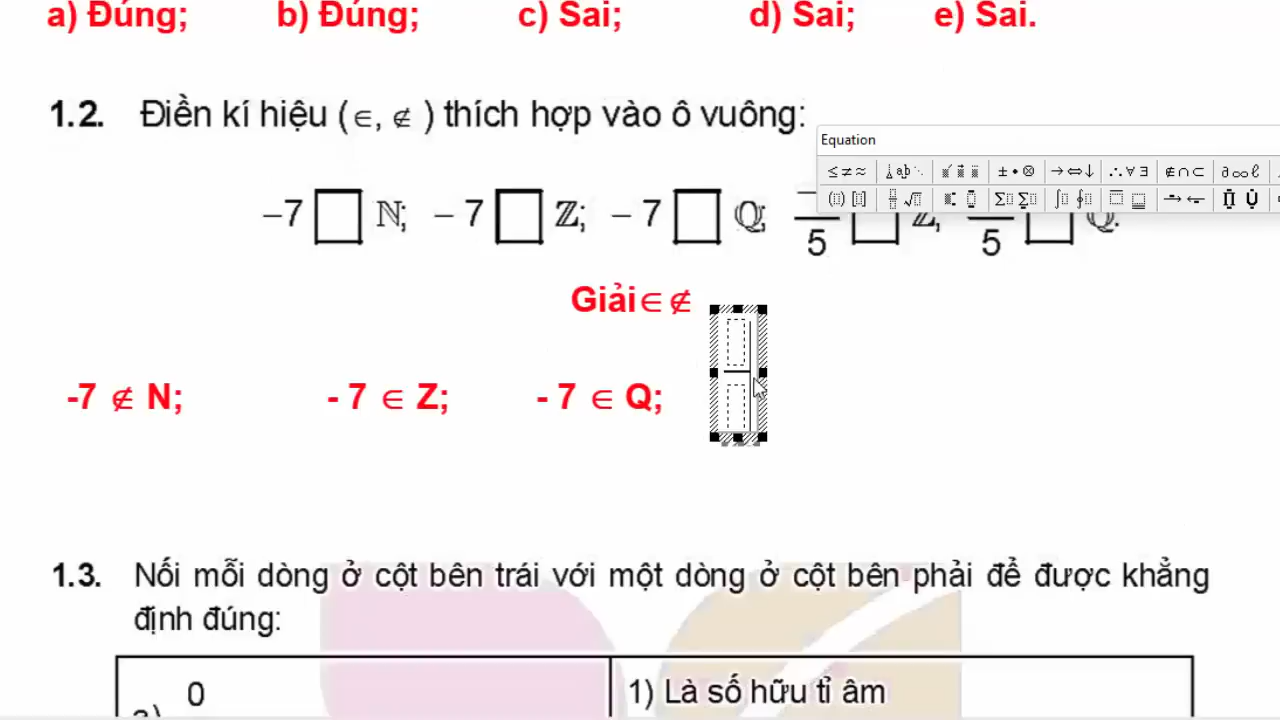 a) Đúng; b) Đúng; c) Sai; d) Sai; e) Sai.
1.2. Điền kí hiệu (∈, ∉ ) thích hợp vào ô vuông:
Equation
−7 □ ℕ; − 7 □ ℤ; − 7 □ ℚ; 5 □ ℤ; 5 □ ℚ.
Giải∈ ∉
-7 ∉ N; - 7 ∈ Z; - 7 ∈ Q;
1.3. Nối mỗi dòng ở cột bên trái với một dòng ở cột bên phải để được khẳng
định đúng:
a) 0 1) Là số hữu tỉ âm